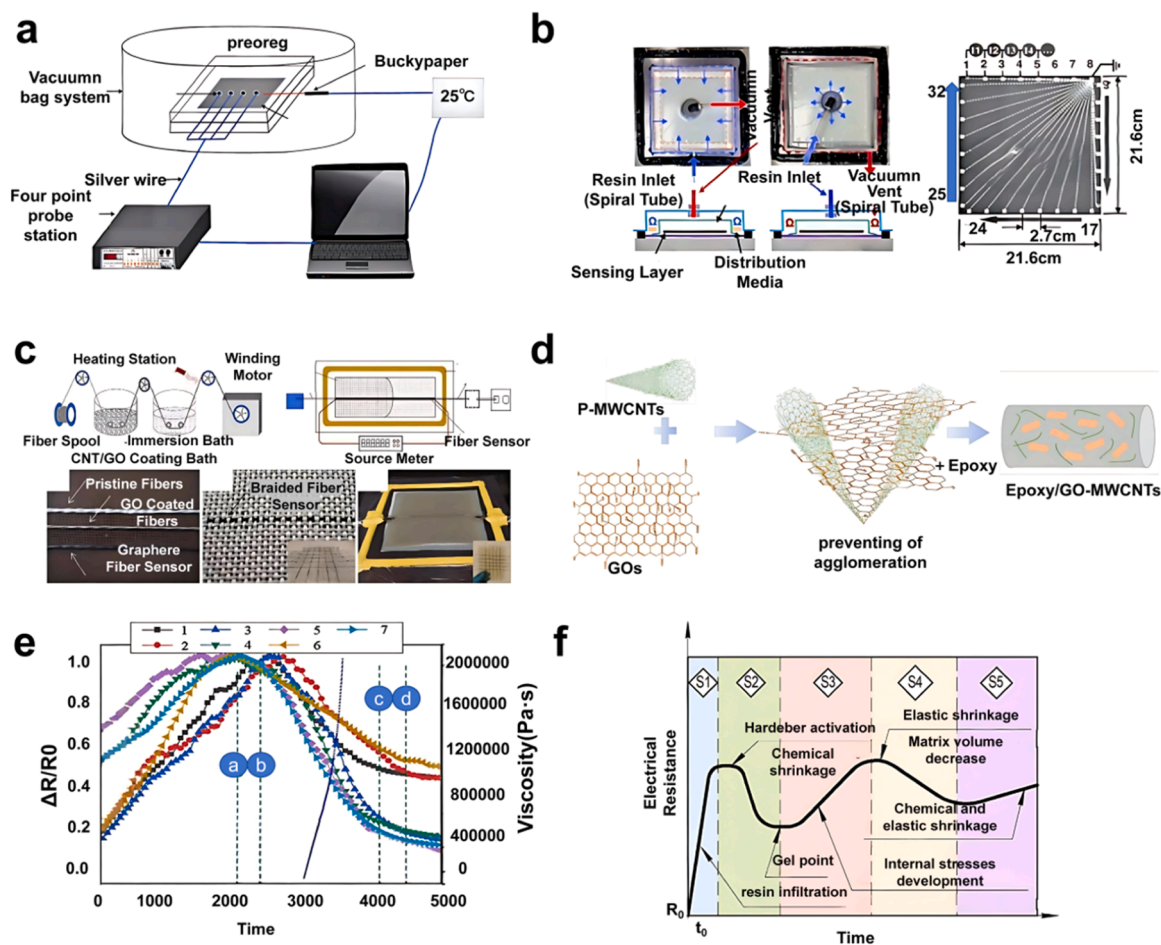 a
preoreg
Buckypaper
Vacuumn
bag system
25℃
Silver wire
Four point
probe
station
b
Vacuumn
Vent
Resin Inlet
(Spiral Tube)
Resin Inlet
Vacuumn
Vent
(Spiral Tube)
Ω Ω Ω Ω
Sensing Layer
Distribution
Media
11 12 13 14 ...
1 2 3 4 5 6 7 8
9
32
25
24
17
2.7cm
21.6cm
21.6cm
c
Heating Station
Winding
Motor
Fiber Spool
Immersion Bath
CNT/GO Coating Bath
Fiber Sensor
Source Meter
Pristine Fibers
GO Coated
Fibers
Graphere
Fiber Sensor
Braided Fiber
Sensor
d
P-MWCNTs
GOs
+ Epoxy
preventing of
agglomeration
Epoxy/GO-MWCNTs
e
1 3 5 7
2 4 6
1.0
0.8
0.6
0.4
0.2
0.0
ΔR/R0
2000000
1600000
1200000
800000
400000
0
Viscosity(Pa·s)
a b c d
0 1000 2000 3000 4000 5000
Time
f
S1 S2 S3 S4 S5
Hardeber activation
Elastic shrinkage
Chemical
shrinkage
Matrix volume
decrease
Electrical
Resistance
Chemical and
elastic shrinkage
Gel point
Internal stresses
development
resin infiltration
R0
t0
Time